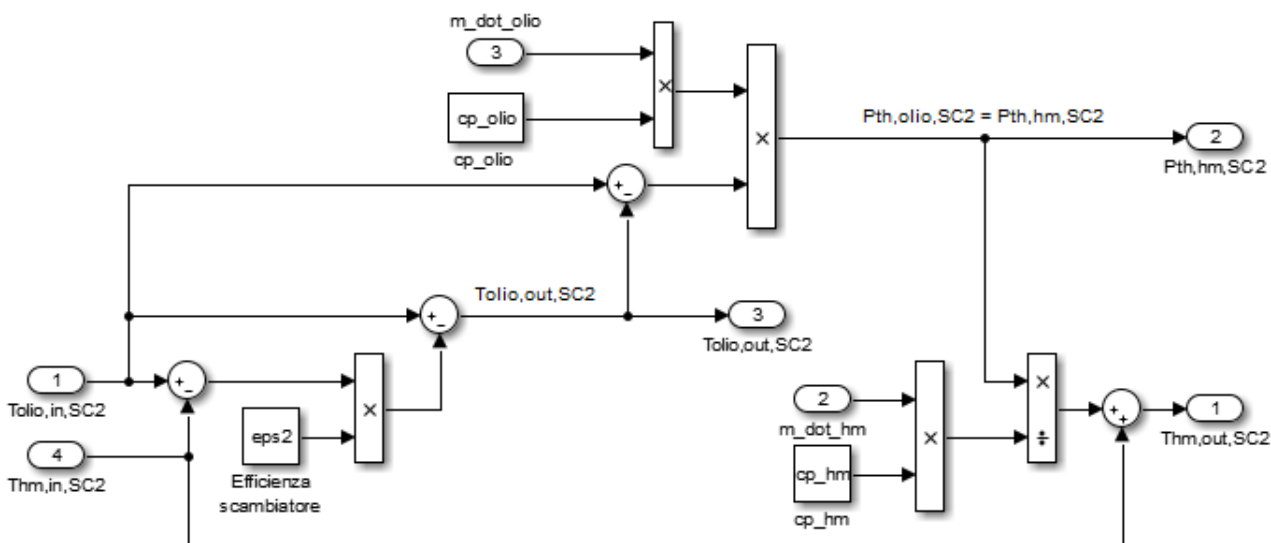 m_dot_olio
3
×
cp_olio
cp_olio
×
Pth,olio,SC2 = Pth,hm,SC2
2
Pth,hm,SC2
+
-
Tolio,out,SC2
+
-
3
Tolio,out,SC2
1
Tolio,in,SC2
+
-
×
eps2
Efficienza
scambiatore
4
Thm,in,SC2
2
m_dot_hm
cp_hm
cp_hm
×
×
÷
+
+
1
Thm,out,SC2